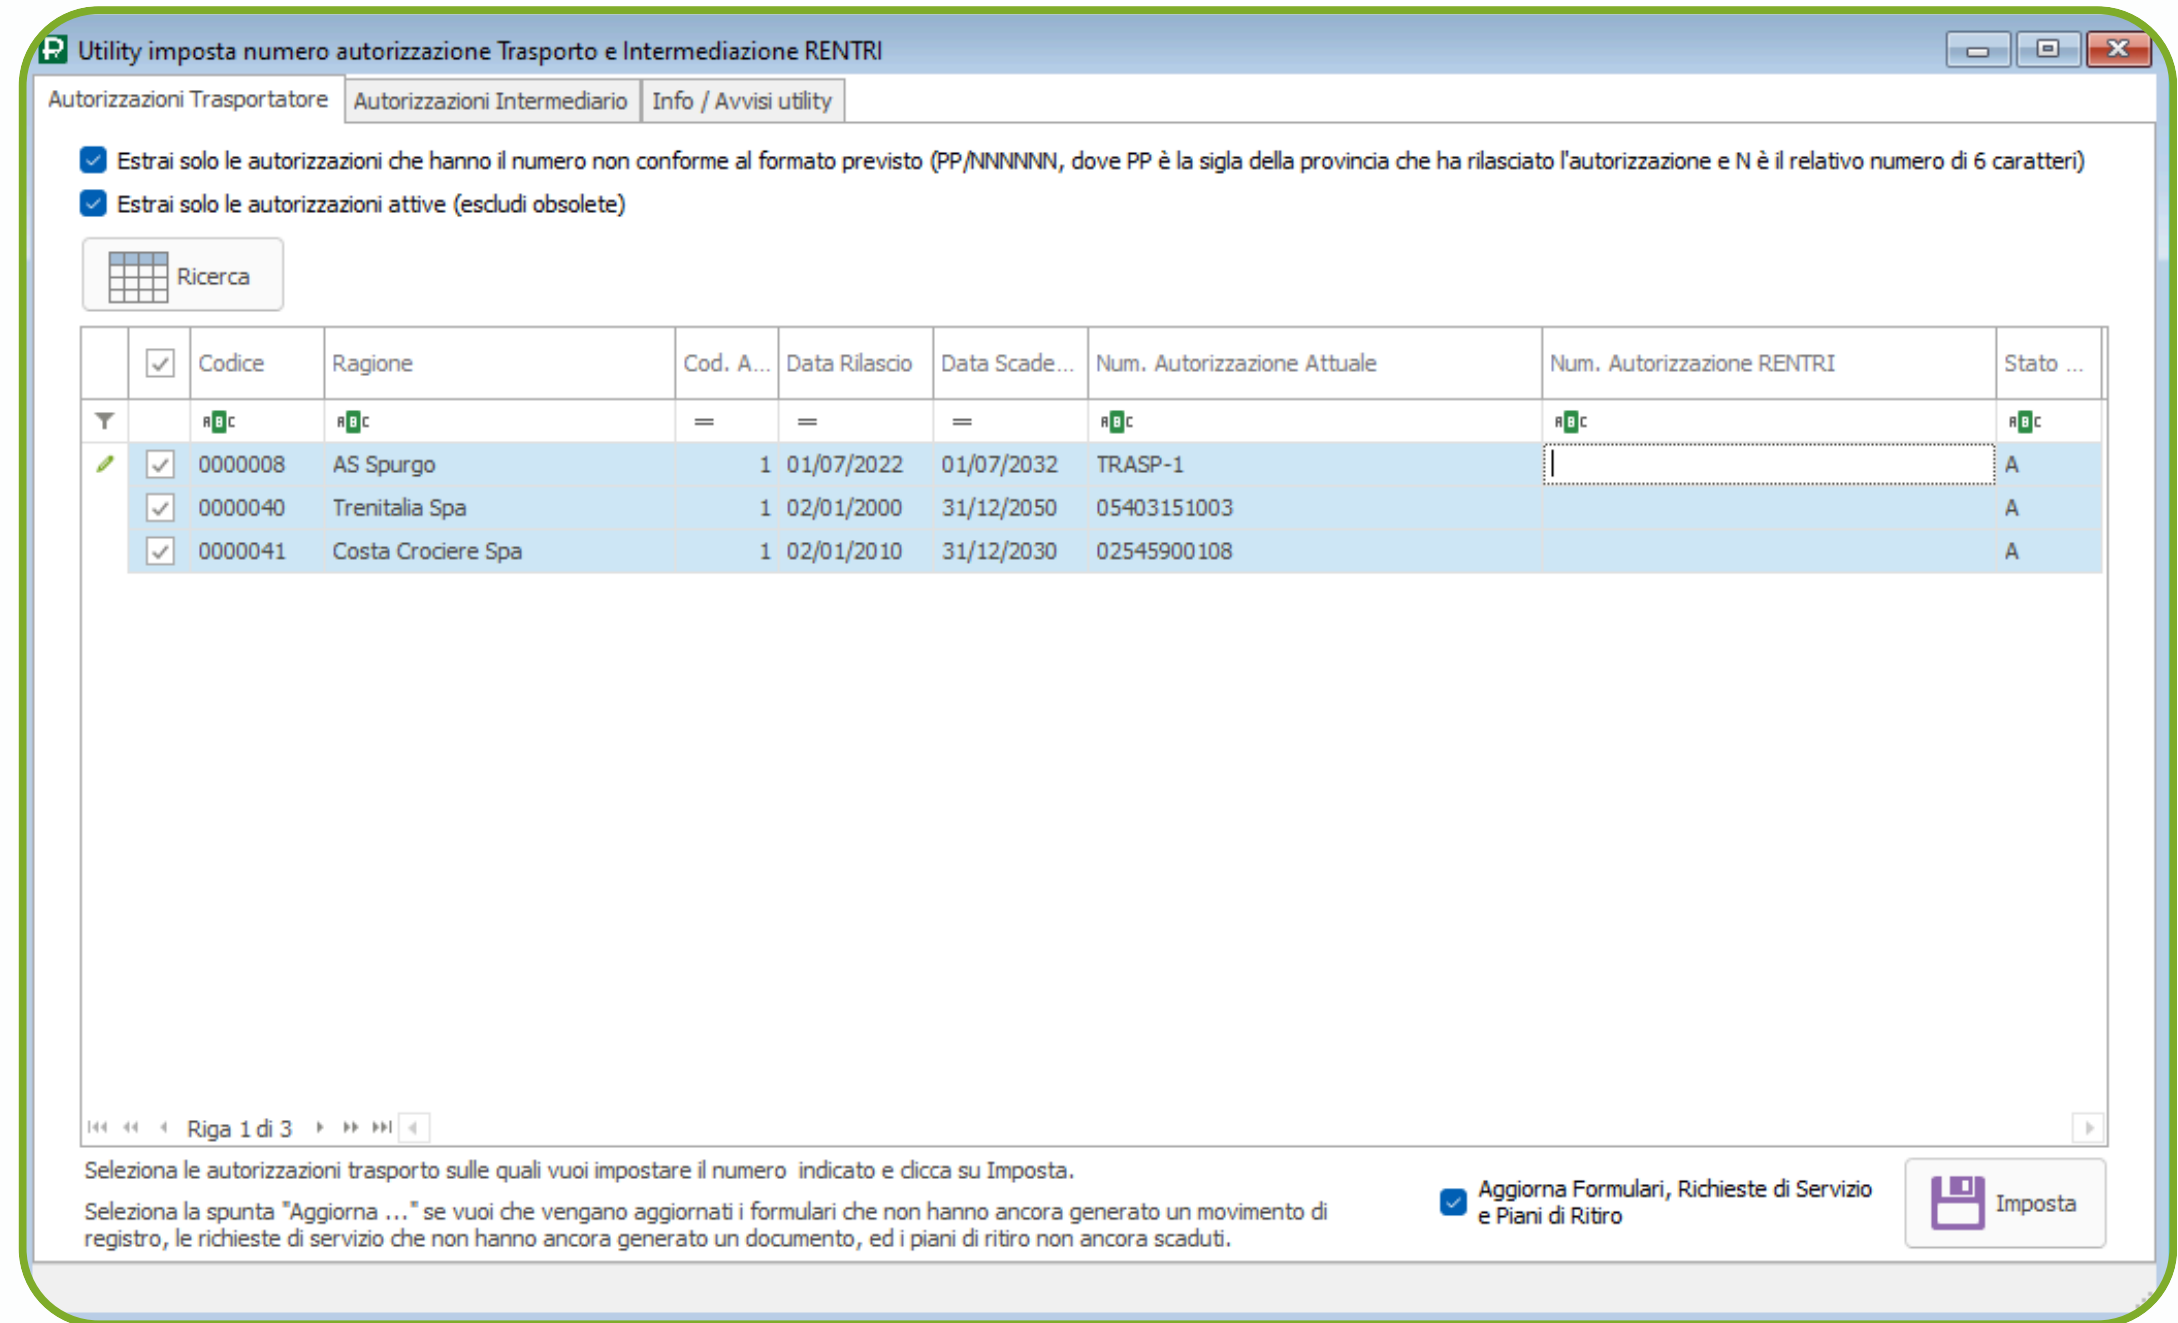 Utility imposta numero autorizzazione Trasporto e Intermediazione RENTRI
Autorizzazioni Trasportatore Autorizzazioni Intermediario Info / Avvisi utility
Estrai solo le autorizzazioni che hanno il numero non conforme al formato previsto (PP/NNNNNN, dove PP è la sigla della provincia che ha rilasciato l'autorizzazione e N è il relativo numero di 6 caratteri)
Estrai solo le autorizzazioni attive (escludi obsolete)
Ricerca
Codice Ragione Cod. A... Data Rilascio Data Scade... Num. Autorizzazione Attuale Num. Autorizzazione RENTRI Stato ...
ABC ABC = = = ABC ABC ABC
0000008 AS Spurgo 1 01/07/2022 01/07/2032 TRASP-1 A
0000040 Trenitalia Spa 1 02/01/2000 31/12/2050 05403151003 A
0000041 Costa Crociere Spa 1 02/01/2010 31/12/2030 02545900108 A
Riga 1 di 3
Seleziona le autorizzazioni trasporto sulle quali vuoi impostare il numero indicato e clicca su Imposta.
Seleziona la spunta "Aggiorna ..." se vuoi che vengano aggiornati i formulari che non hanno ancora generato un movimento di
registro, le richieste di servizio che non hanno ancora generato un documento, ed i piani di ritiro non ancora scaduti.
Aggiorna Formulari, Richieste di Servizio
e Piani di Ritiro
Imposta